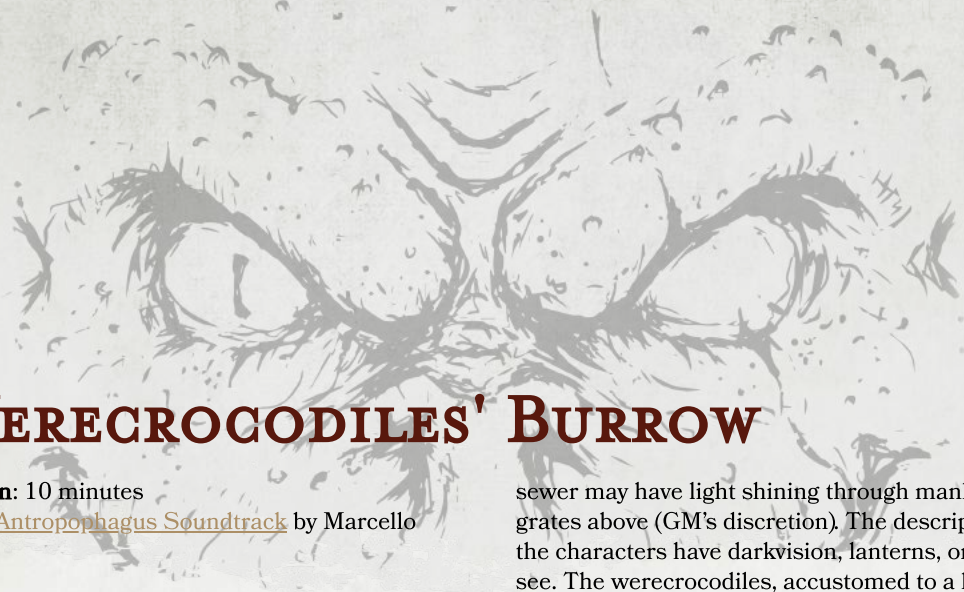 erecrocodiles' Burrow
n: 10 minutes
Antropophagus Soundtrack by Marcello
sewer may have light shining through man
grates above (GM’s discretion). The descrip
the characters have darkvision, lanterns, or
see. The werecrocodiles, accustomed to a l